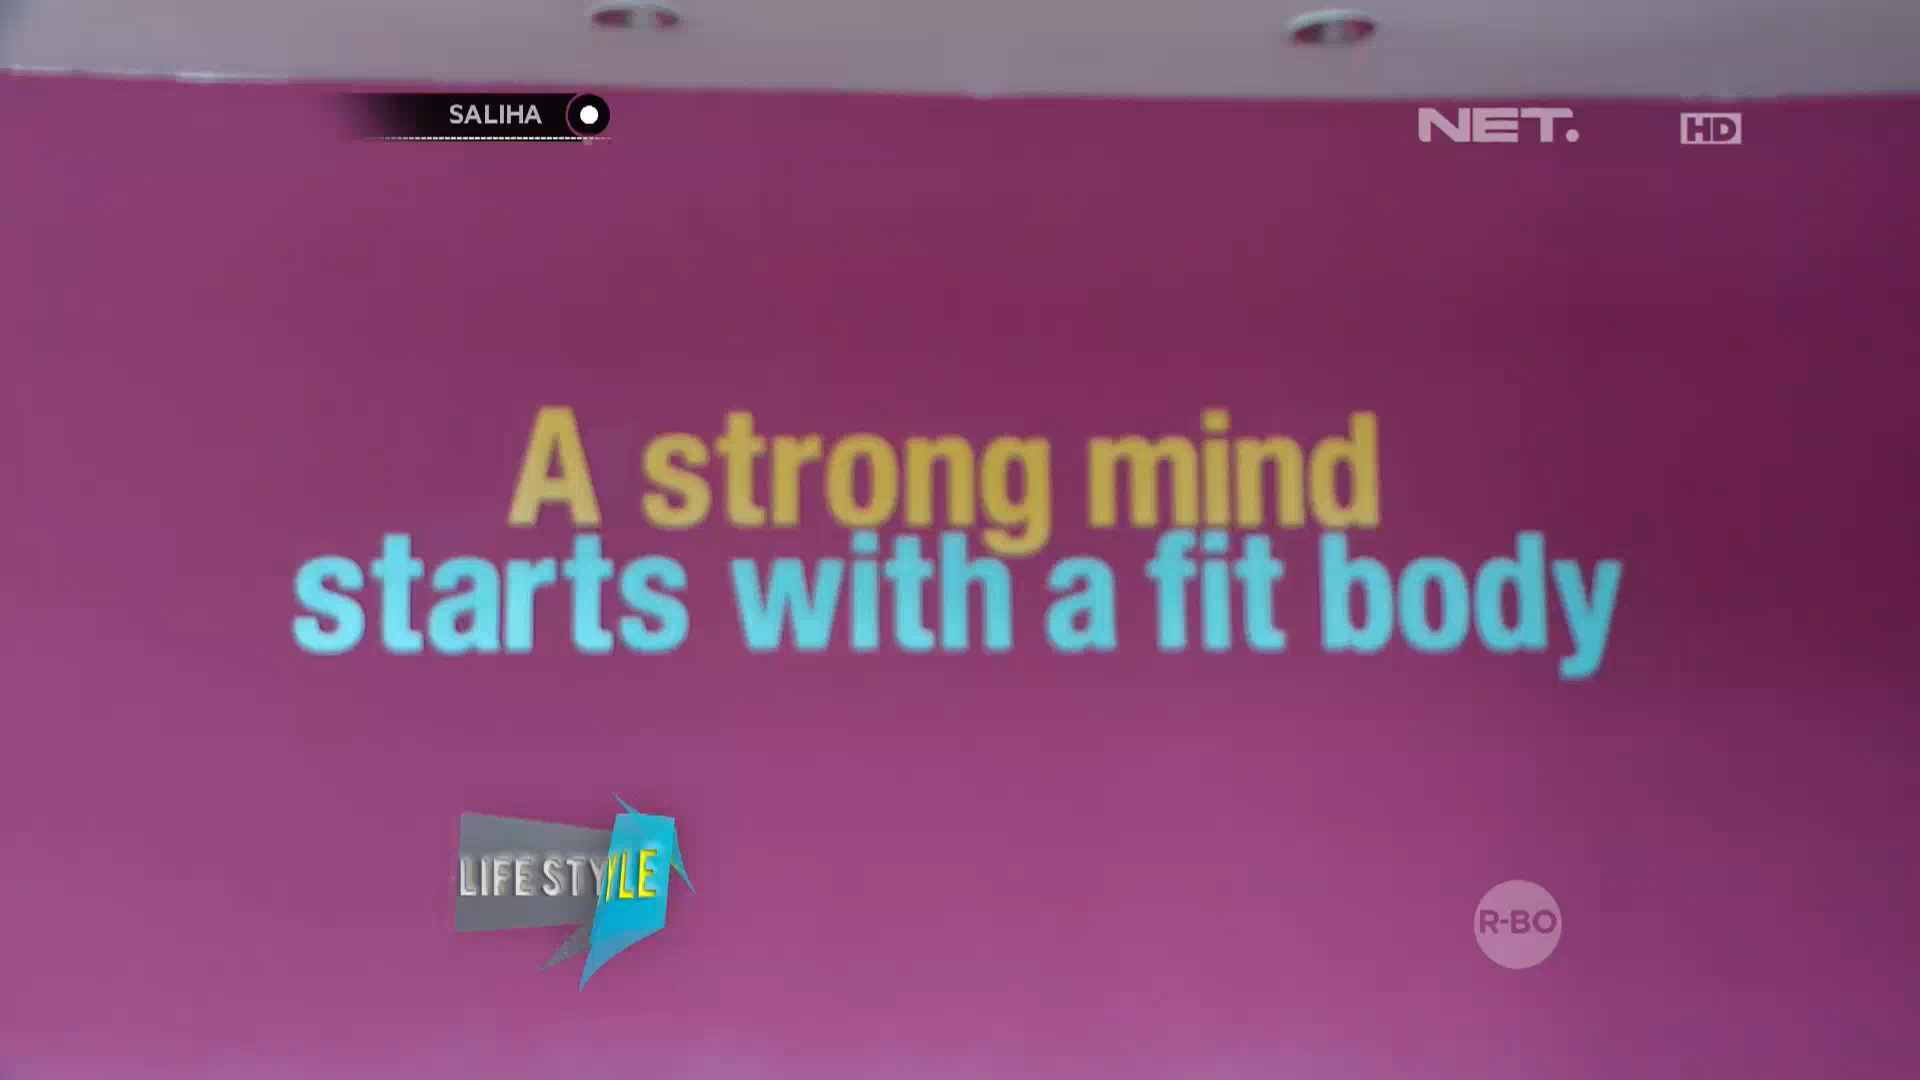 SALIHA
NET.
HD
A strong mind
starts with a fit body
LIFESTYLE
R-BO